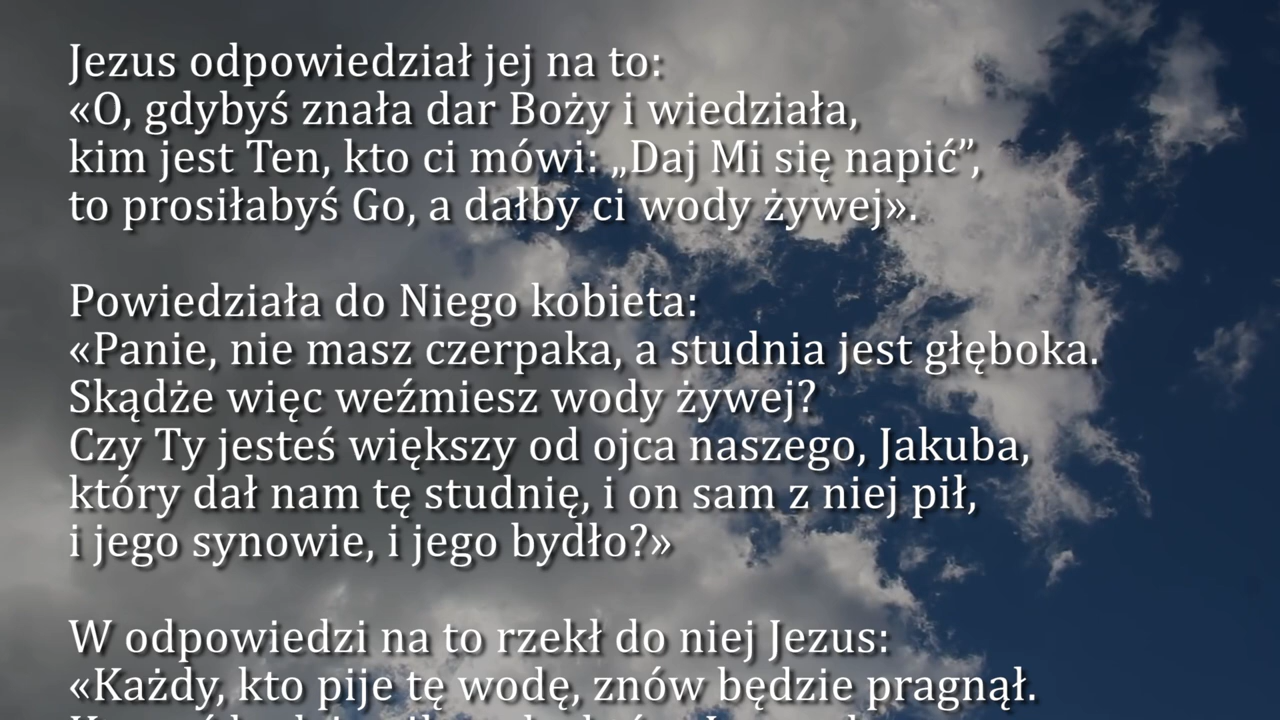 Jezus odpowiedział jej na to:
«O, gdybyś znała dar Boży i wiedziała,
kim jest Ten, kto ci mówi: „Daj Mi się napić”,
to prosiłabyś Go, a dałby ci wody żywej».
Powiedziała do Niego kobieta:
«Panie, nie masz czerpaka, a studnia jest głęboka.
Skądże więc weźmiesz wody żywej?
Czy Ty jesteś większy od ojca naszego, Jakuba,
który dał nam tę studnię, i on sam z niej pił,
i jego synowie, i jego bydło?»
W odpowiedzi na to rzekł do niej Jezus:
«Każdy, kto pije tę wodę, znów będzie pragnął.